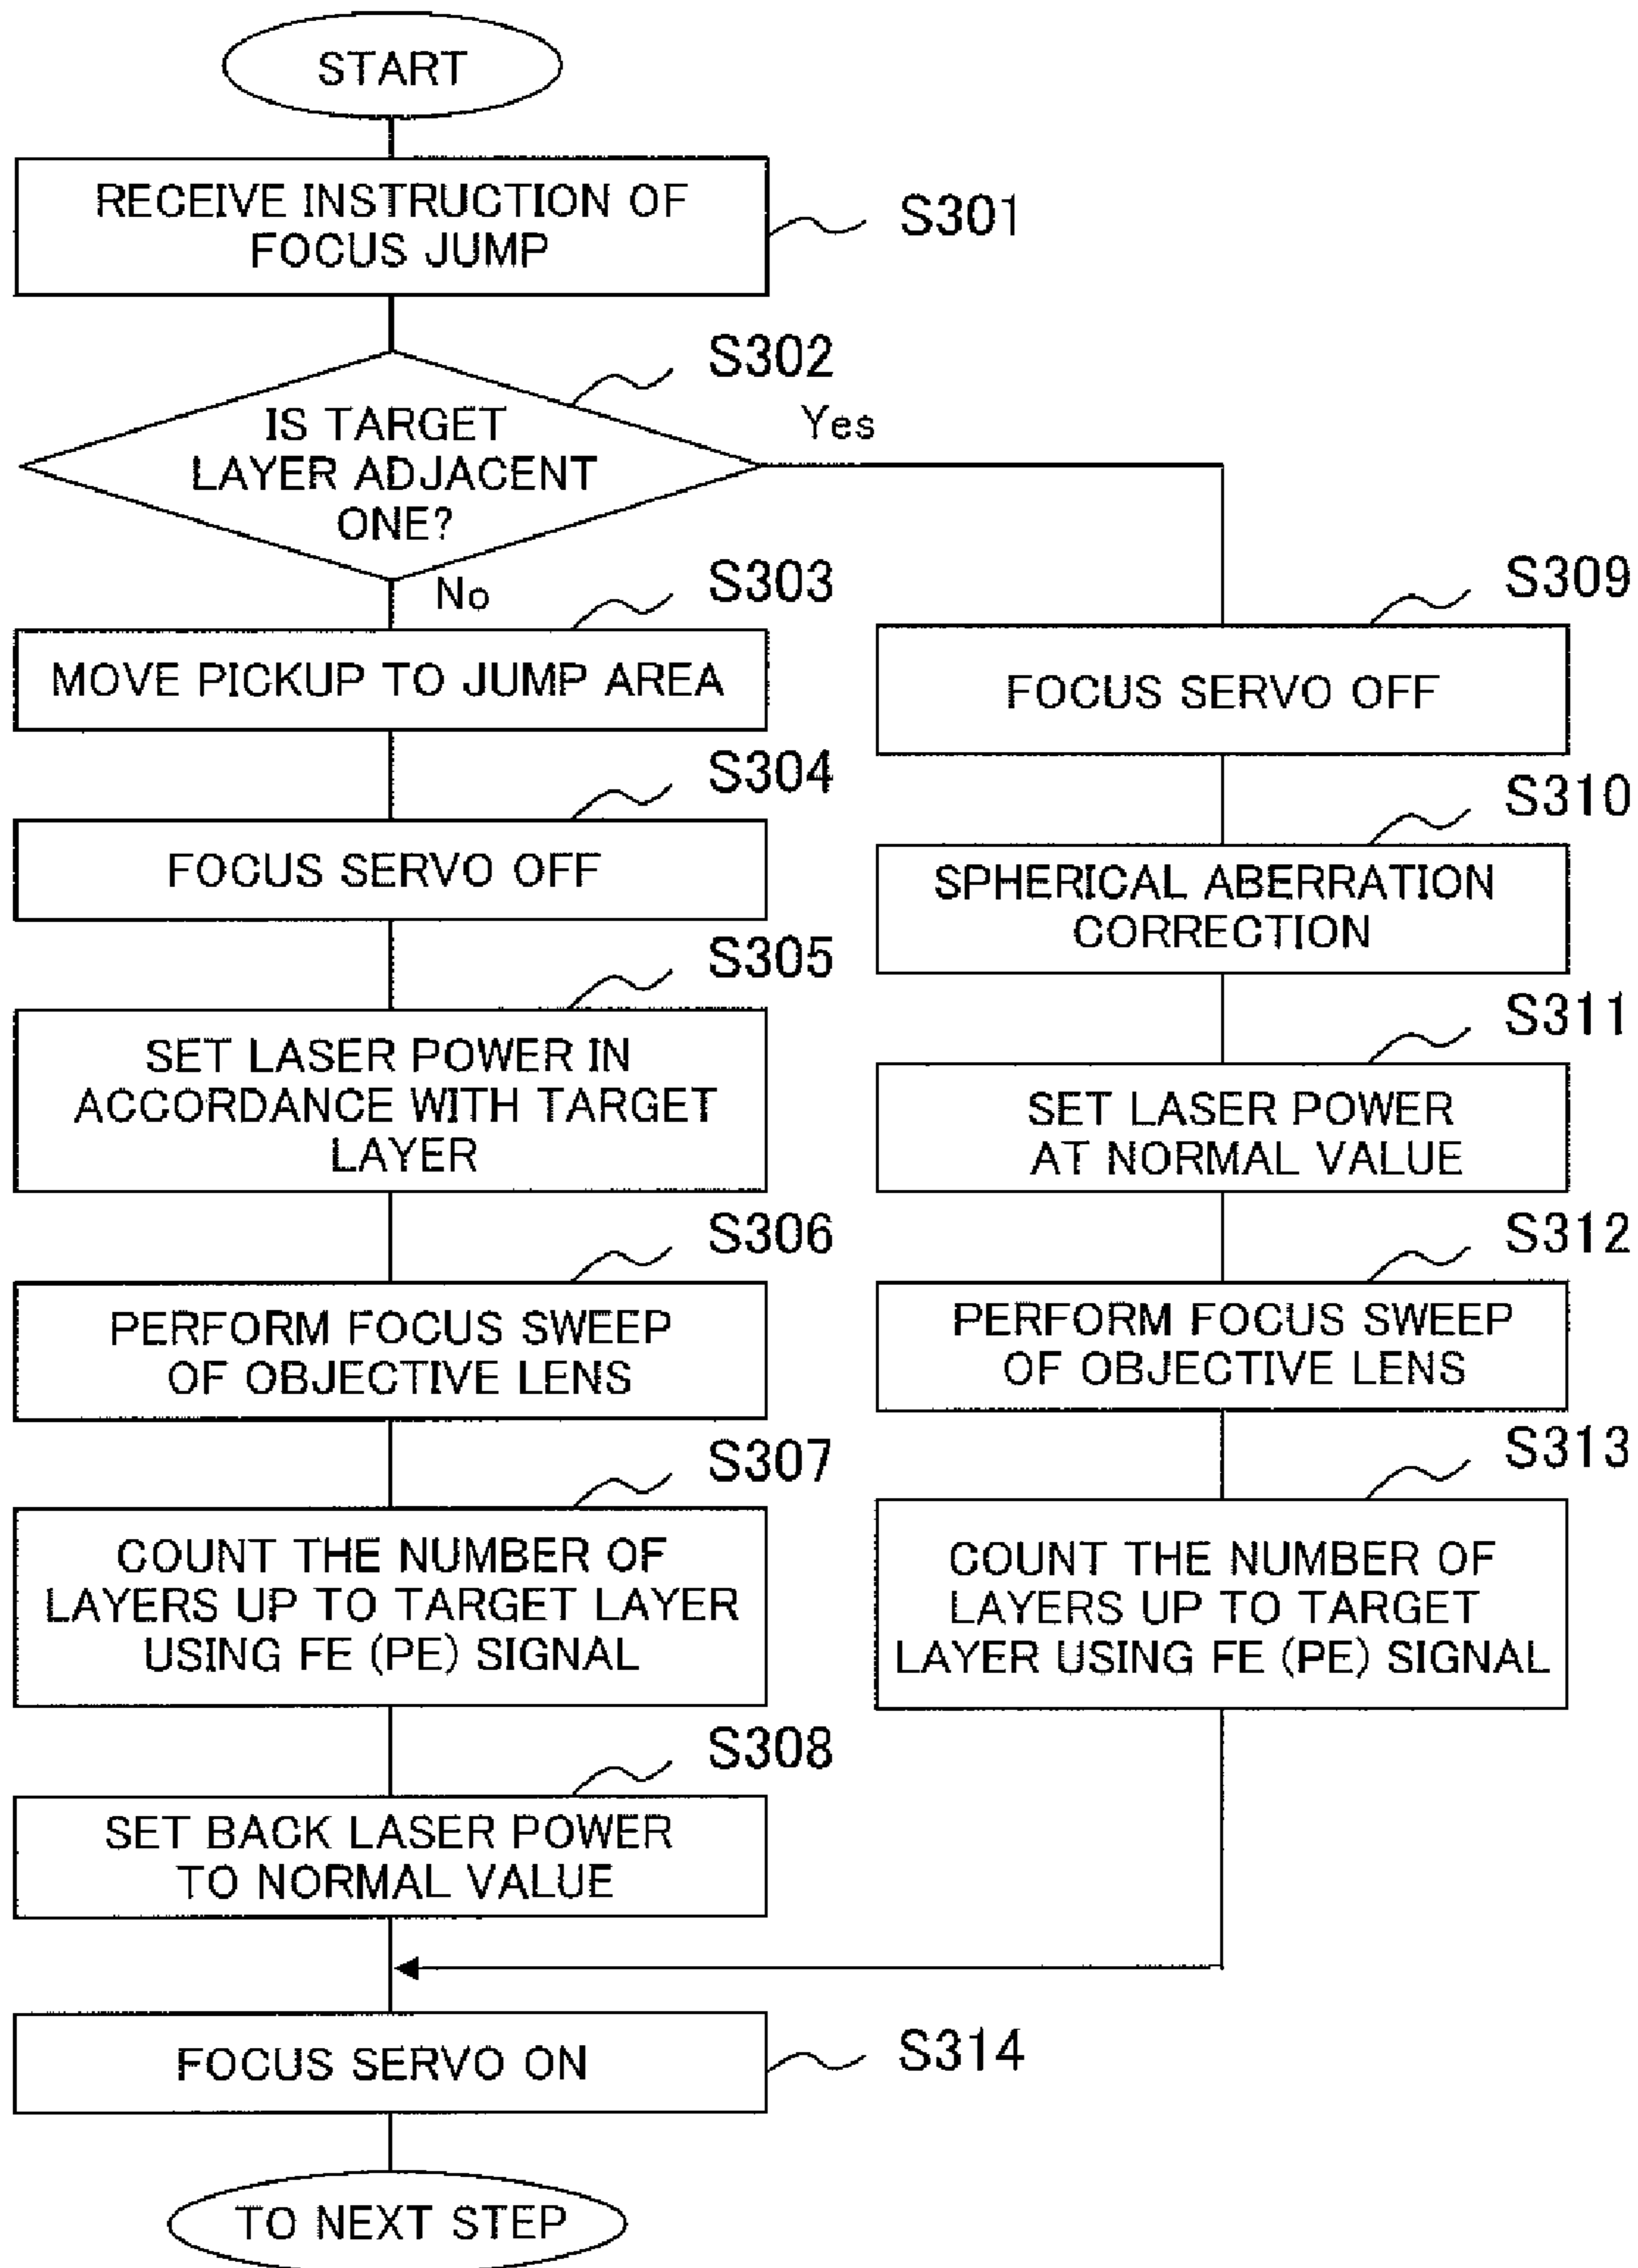 START
RECEIVE INSTRUCTION OF
FOCUS JUMP
S301
S302
IS TARGET
LAYER ADJACENT
ONE?
Yes
No
S303
MOVE PICKUP TO JUMP AREA
S304
FOCUS SERVO OFF
S305
SET LASER POWER IN
ACCORDANCE WITH TARGET
LAYER
S306
PERFORM FOCUS SWEEP
OF OBJECTIVE LENS
S307
COUNT THE NUMBER OF
LAYERS UP TO TARGET LAYER
USING FE (PE) SIGNAL
S308
SET BACK LASER POWER
TO NORMAL VALUE
S309
FOCUS SERVO OFF
S310
SPHERICAL ABERRATION
CORRECTION
S311
SET LASER POWER
AT NORMAL VALUE
S312
PERFORM FOCUS SWEEP
OF OBJECTIVE LENS
S313
COUNT THE NUMBER OF
LAYERS UP TO TARGET
LAYER USING FE (PE) SIGNAL
FOCUS SERVO ON
S314
TO NEXT STEP